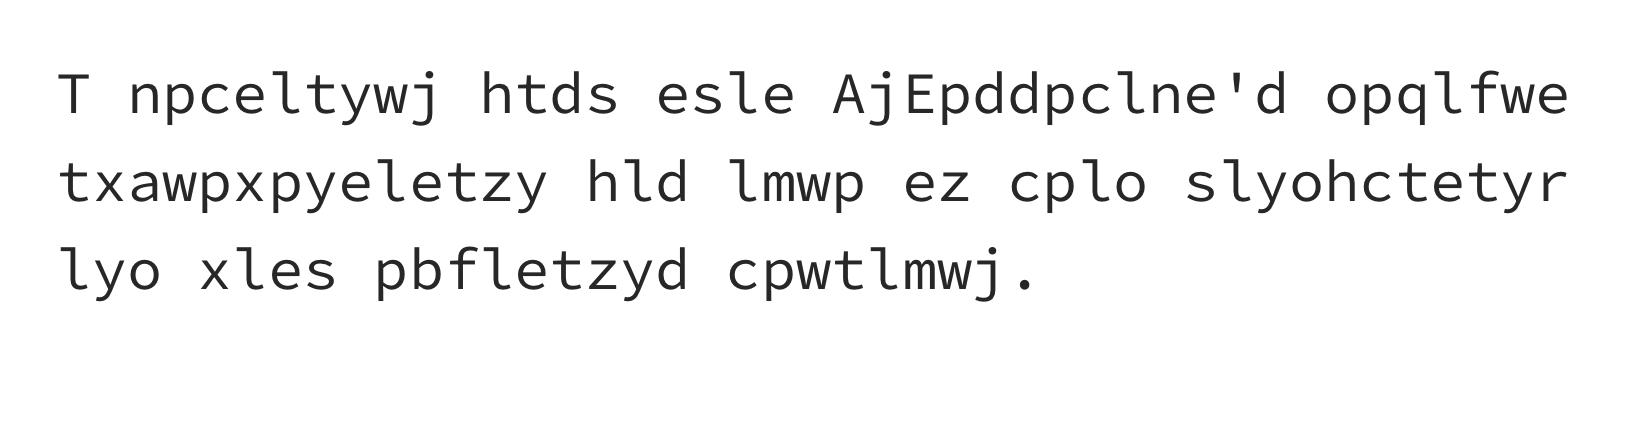 T npceltywj htds esle AjEpddpclne'd opqlfwe
txawpxpyeletzy hld lmwp ez cplo slyohctetyr
lyo xles pbfletzyd cpwtlmwj.